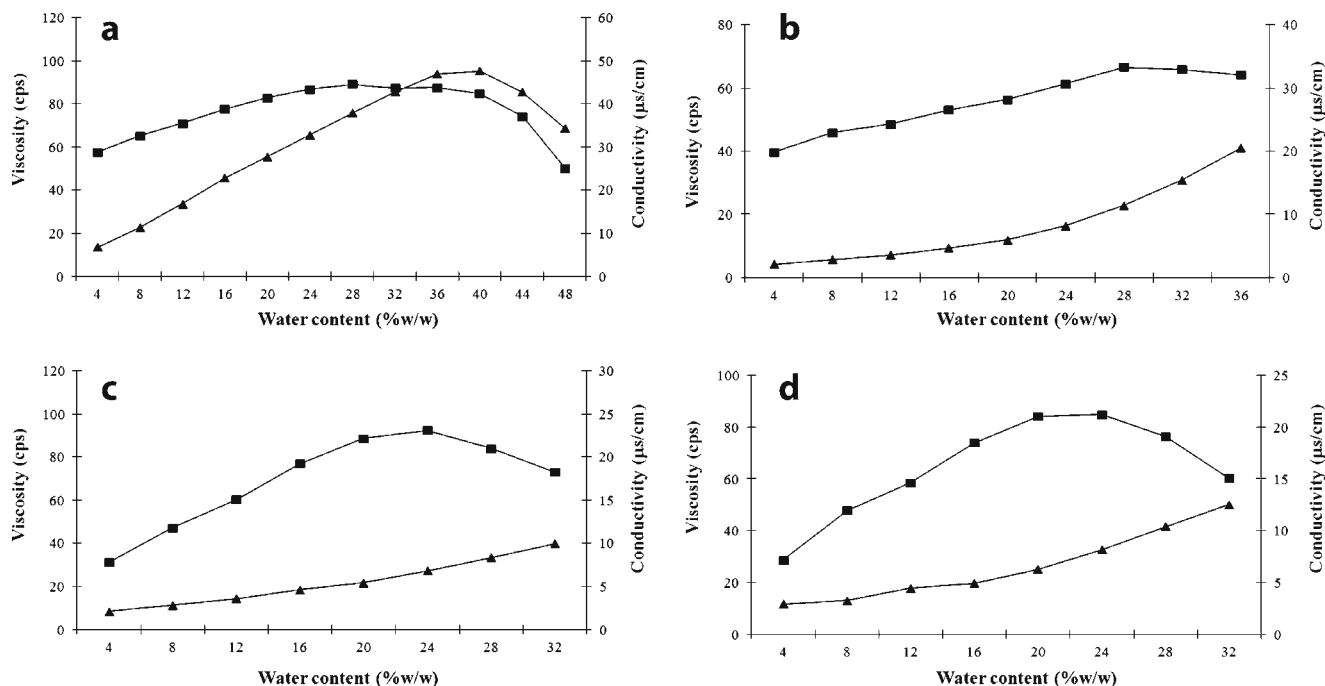 a
120 100 80 60 40 20 0
Viscosity (cps)
60 50 40 30 20 10 0
Conductivity (µs/cm)
4 8 12 16 20 24 28 32 36 40 44 48
Water content (%w/w)
b
80 60 40 20 0
Viscosity (cps)
40 30 20 10 0
Conductivity (µs/cm)
4 8 12 16 20 24 28 32 36
Water content (%w/w)
c
120 100 80 60 40 20 0
Viscosity (cps)
30 25 20 15 10 5 0
Conductivity (µs/cm)
4 8 12 16 20 24 28 32
Water content (%w/w)
d
100 80 60 40 20 0
Viscosity (cps)
25 20 15 10 5 0
Conductivity (µs/cm)
4 8 12 16 20 24 28 32
Water content (%w/w)